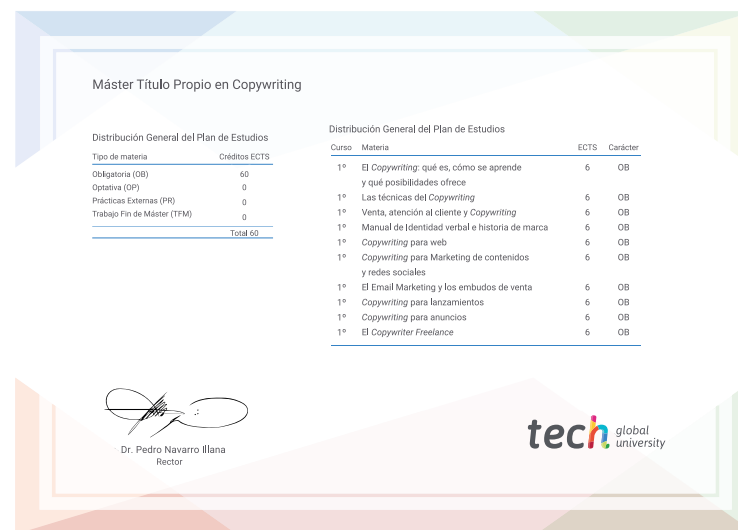 Máster Título Propio en Copywriting
Distribución General del Plan de Estudios
Tipo de materia Créditos ECTS
Obligatoria (OB) 60
Optativa (OP) 0
Prácticas Externas (PR) 0
Trabajo Fin de Máster (TFM) 0
Total 60
Distribución General del Plan de Estudios
Curso Materia ECTS Carácter
1º El Copywriting: qué es, cómo se aprende 6 OB
y qué posibilidades ofrece
1º Las técnicas del Copywriting 6 OB
1º Venta, atención al cliente y Copywriting 6 OB
1º Manual de Identidad verbal e historia de marca 6 OB
1º Copywriting para web 6 OB
1º Copywriting para Marketing de contenidos 6 OB
y redes sociales
1º El Email Marketing y los embudos de venta 6 OB
1º Copywriting para lanzamientos 6 OB
1º Copywriting para anuncios 6 OB
1º El Copywriter Freelance 6 OB
Dr. Pedro Navarro Illana
Rector
tech global
university